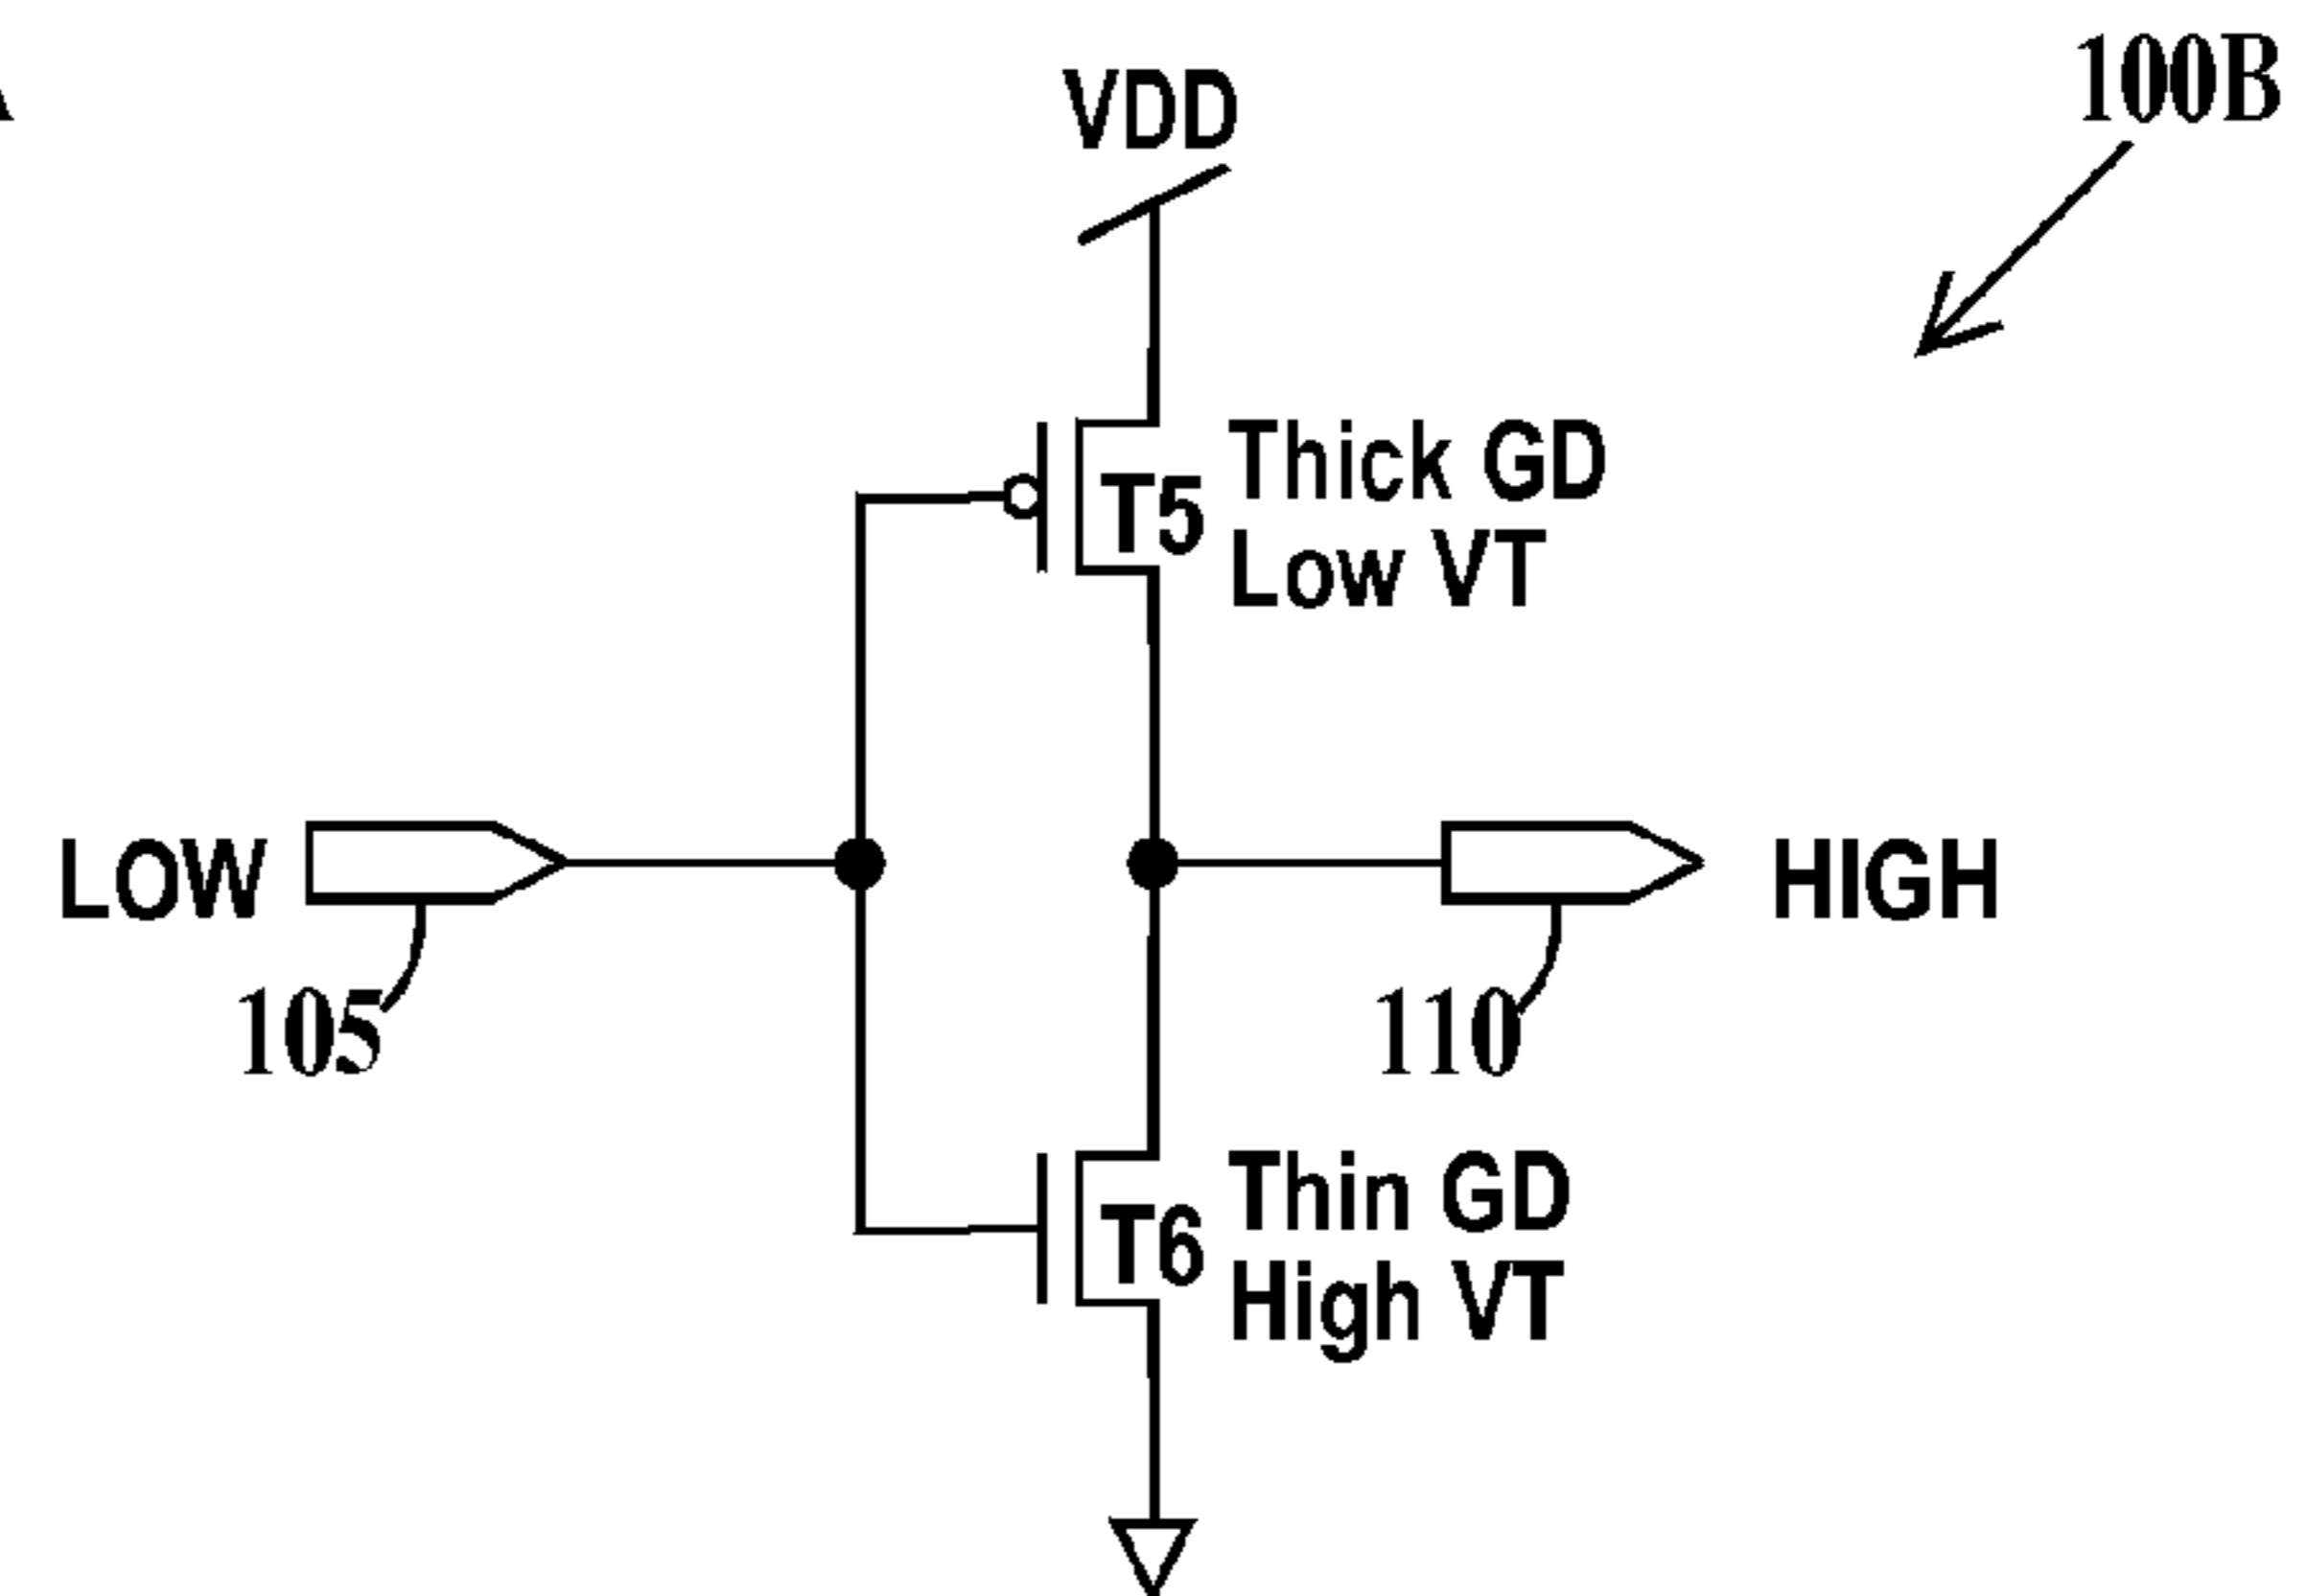 100B
VDD
T5
Thick GD
Low VT
LOW
HIGH
105
110
T6
Thin GD
High VT